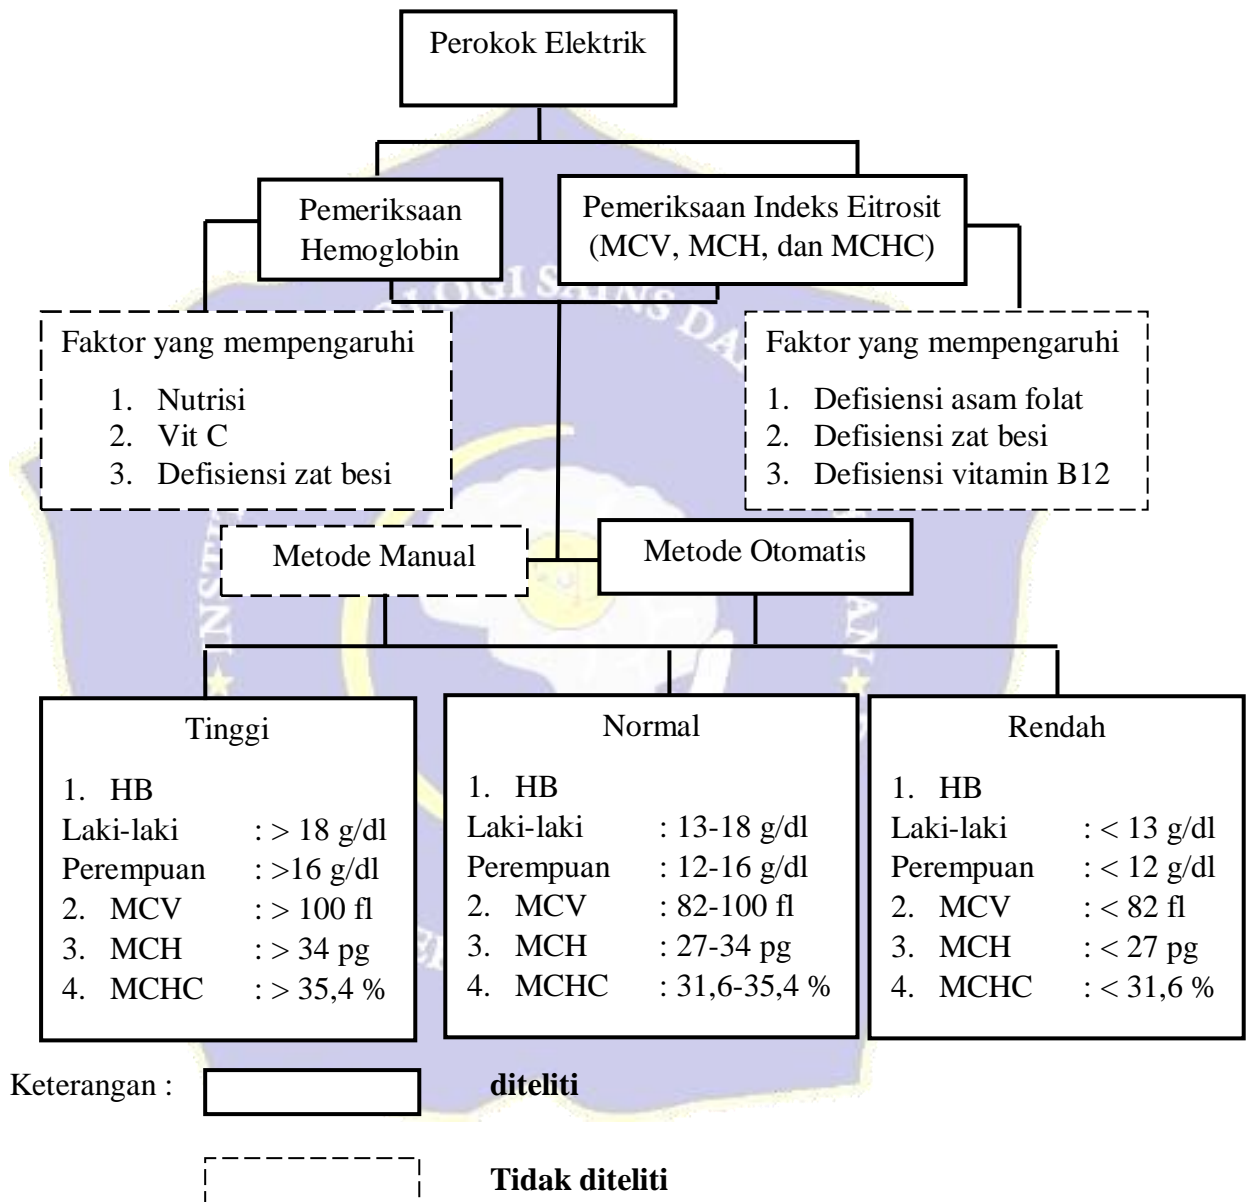 Perokok Elektrik
Pemeriksaan
Hemoglobin
Pemeriksaan Indeks Eitrosit
(MCV, MCH, dan MCHC)
Faktor yang mempengaruhi
1. Nutrisi
2. Vit C
3. Defisiensi zat besi
Faktor yang mempengaruhi
1. Defisiensi asam folat
2. Defisiensi zat besi
3. Defisiensi vitamin B12
Metode Manual
Metode Otomatis
Tinggi
1. HB
Laki-laki : > 18 g/dl
Perempuan : >16 g/dl
2. MCV : > 100 fl
3. MCH : > 34 pg
4. MCHC : > 35,4 %
Normal
1. HB
Laki-laki : 13-18 g/dl
Perempuan : 12-16 g/dl
2. MCV : 82-100 fl
3. MCH : 27-34 pg
4. MCHC : 31,6-35,4 %
Rendah
1. HB
Laki-laki : < 13 g/dl
Perempuan : < 12 g/dl
2. MCV : < 82 fl
3. MCH : < 27 pg
4. MCHC : < 31,6 %
Keterangan : diteliti
Tidak diteliti
SAINS